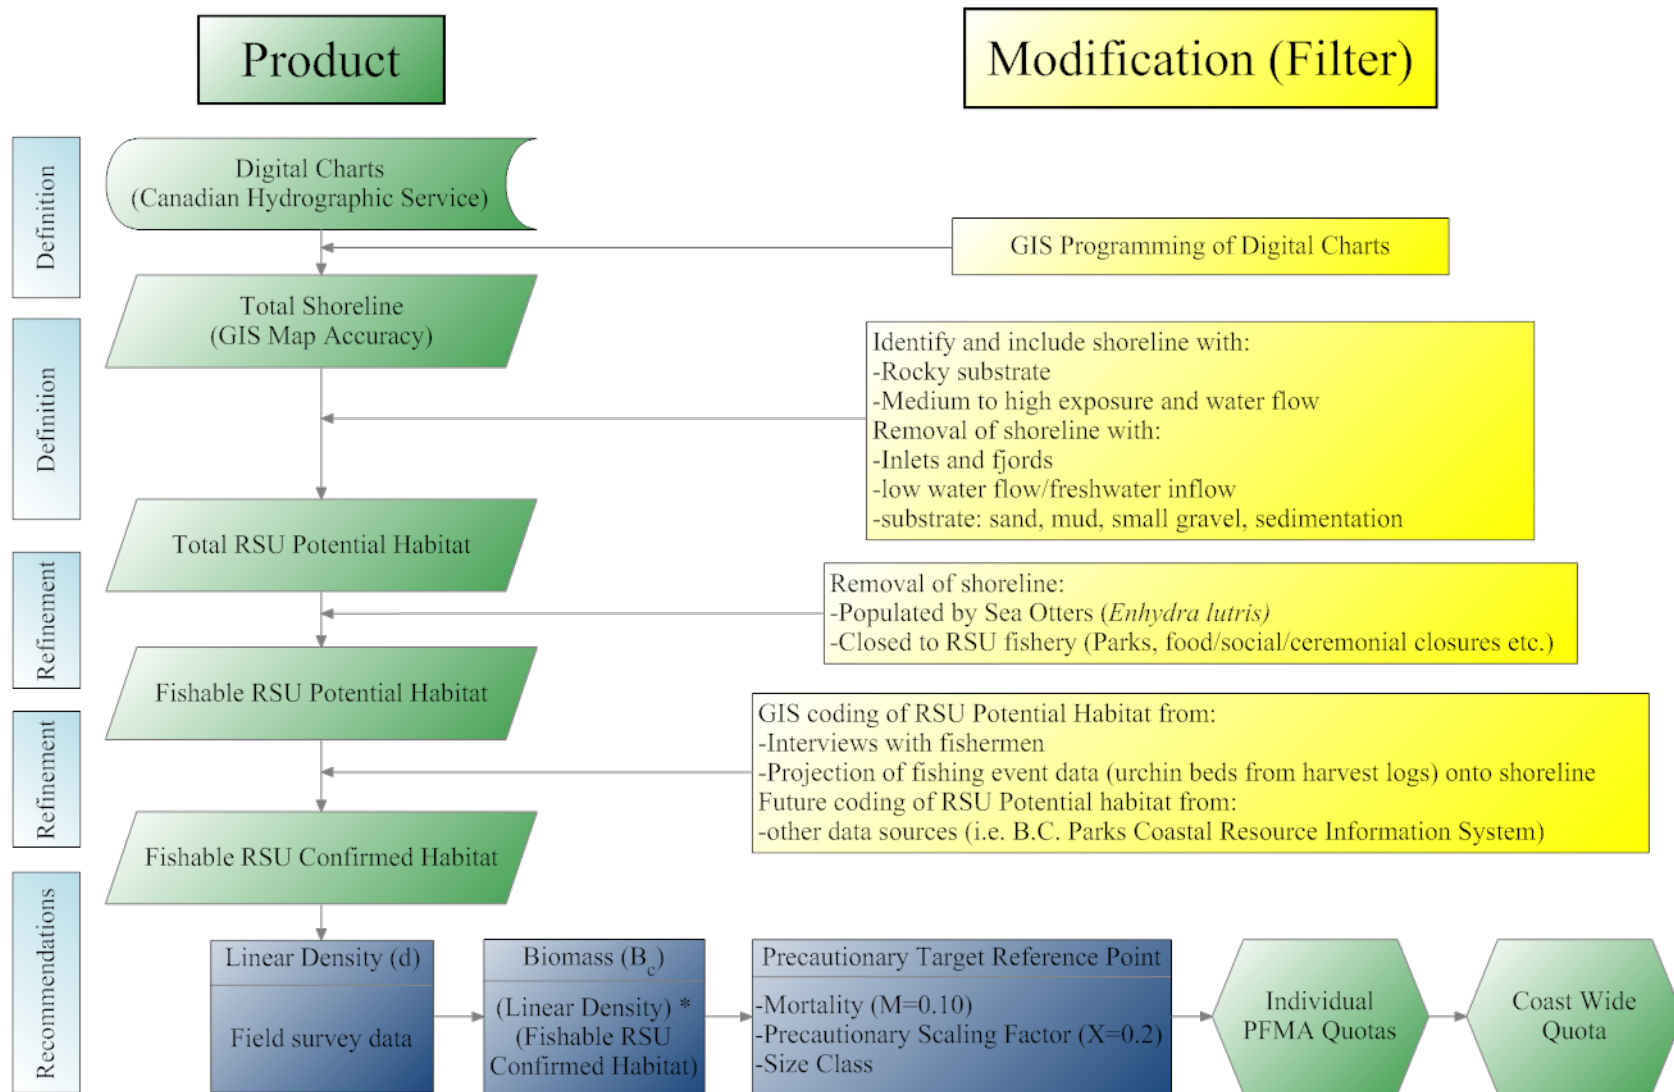 Product
Modification (Filter)
Definition
Digital Charts
(Canadian Hydrographic Service)
GIS Programming of Digital Charts
Total Shoreline
(GIS Map Accuracy)
Definition
Identify and include shoreline with:
-Rocky substrate
-Medium to high exposure and water flow
Removal of shoreline with:
-Inlets and fjords
-low water flow/freshwater inflow
-substrate: sand, mud, small gravel, sedimentation
Total RSU Potential Habitat
Refinement
Removal of shoreline:
-Populated by Sea Otters (Enhydra lutris)
-Closed to RSU fishery (Parks, food/social/ceremonial closures etc.)
Fishable RSU Potential Habitat
Refinement
GIS coding of RSU Potential Habitat from:
-Interviews with fishermen
-Projection of fishing event data (urchin beds from harvest logs) onto shoreline
Future coding of RSU Potential habitat from:
-other data sources (i.e. B.C. Parks Coastal Resource Information System)
Fishable RSU Confirmed Habitat
Recommendations
Linear Density (d)
Field survey data
Biomass (Bc)
(Linear Density) *
(Fishable RSU
Confirmed Habitat)
Precautionary Target Reference Point
-Mortality (M=0.10)
-Precautionary Scaling Factor (X=0.2)
-Size Class
Individual
PFMA Quotas
Coast Wide
Quota